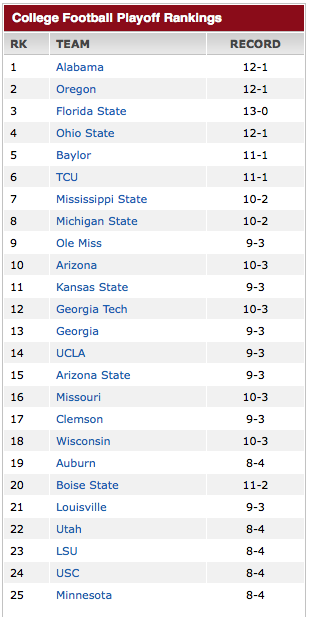 College Football Playoff Rankings
RK TEAM RECORD
1 Alabama 12-1
2 Oregon 12-1
3 Florida State 13-0
4 Ohio State 12-1
5 Baylor 11-1
6 TCU 11-1
7 Mississippi State 10-2
8 Michigan State 10-2
9 Ole Miss 9-3
10 Arizona 10-3
11 Kansas State 9-3
12 Georgia Tech 10-3
13 Georgia 9-3
14 UCLA 9-3
15 Arizona State 9-3
16 Missouri 10-3
17 Clemson 9-3
18 Wisconsin 10-3
19 Auburn 8-4
20 Boise State 11-2
21 Louisville 9-3
22 Utah 8-4
23 LSU 8-4
24 USC 8-4
25 Minnesota 8-4